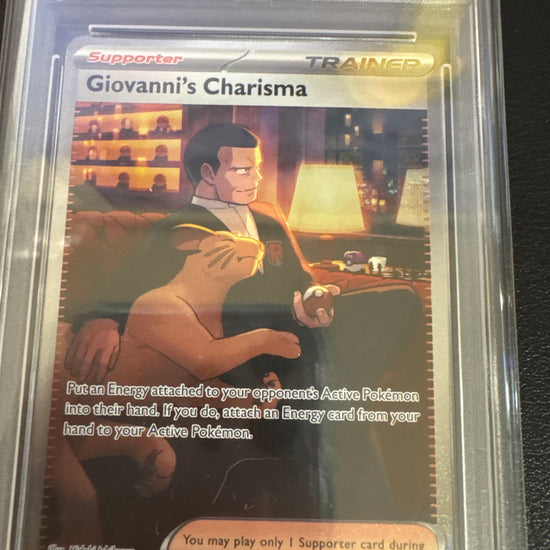 Supporter
TRAINER
Giovanni's Charisma
Put an Energy attached to your opponent's Active Pokémon
into their hand. If you do, attach an Energy card from your
hand to your Active Pokémon.
You may play only 1 Supporter card during